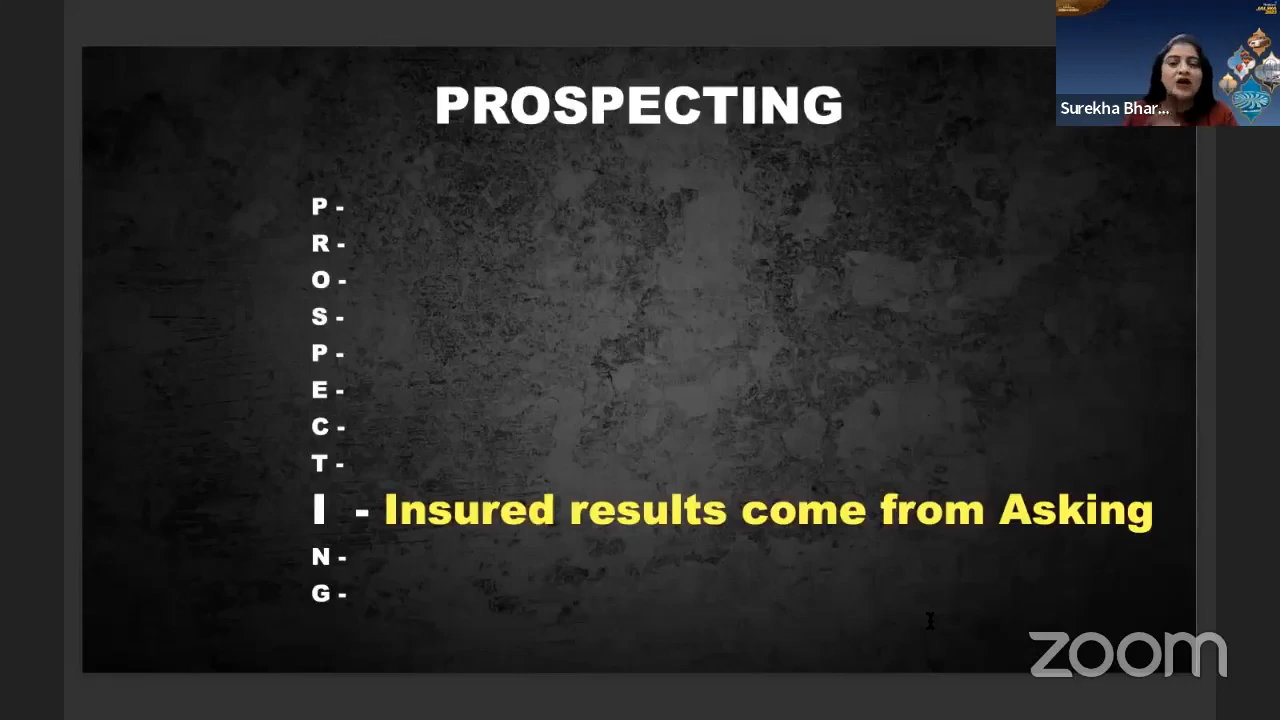 PROSPECTING
Surekha Bhar...
P -
R -
O -
S -
P -
E -
C -
T -
I - Insured results come from Asking
N -
G -
zoom